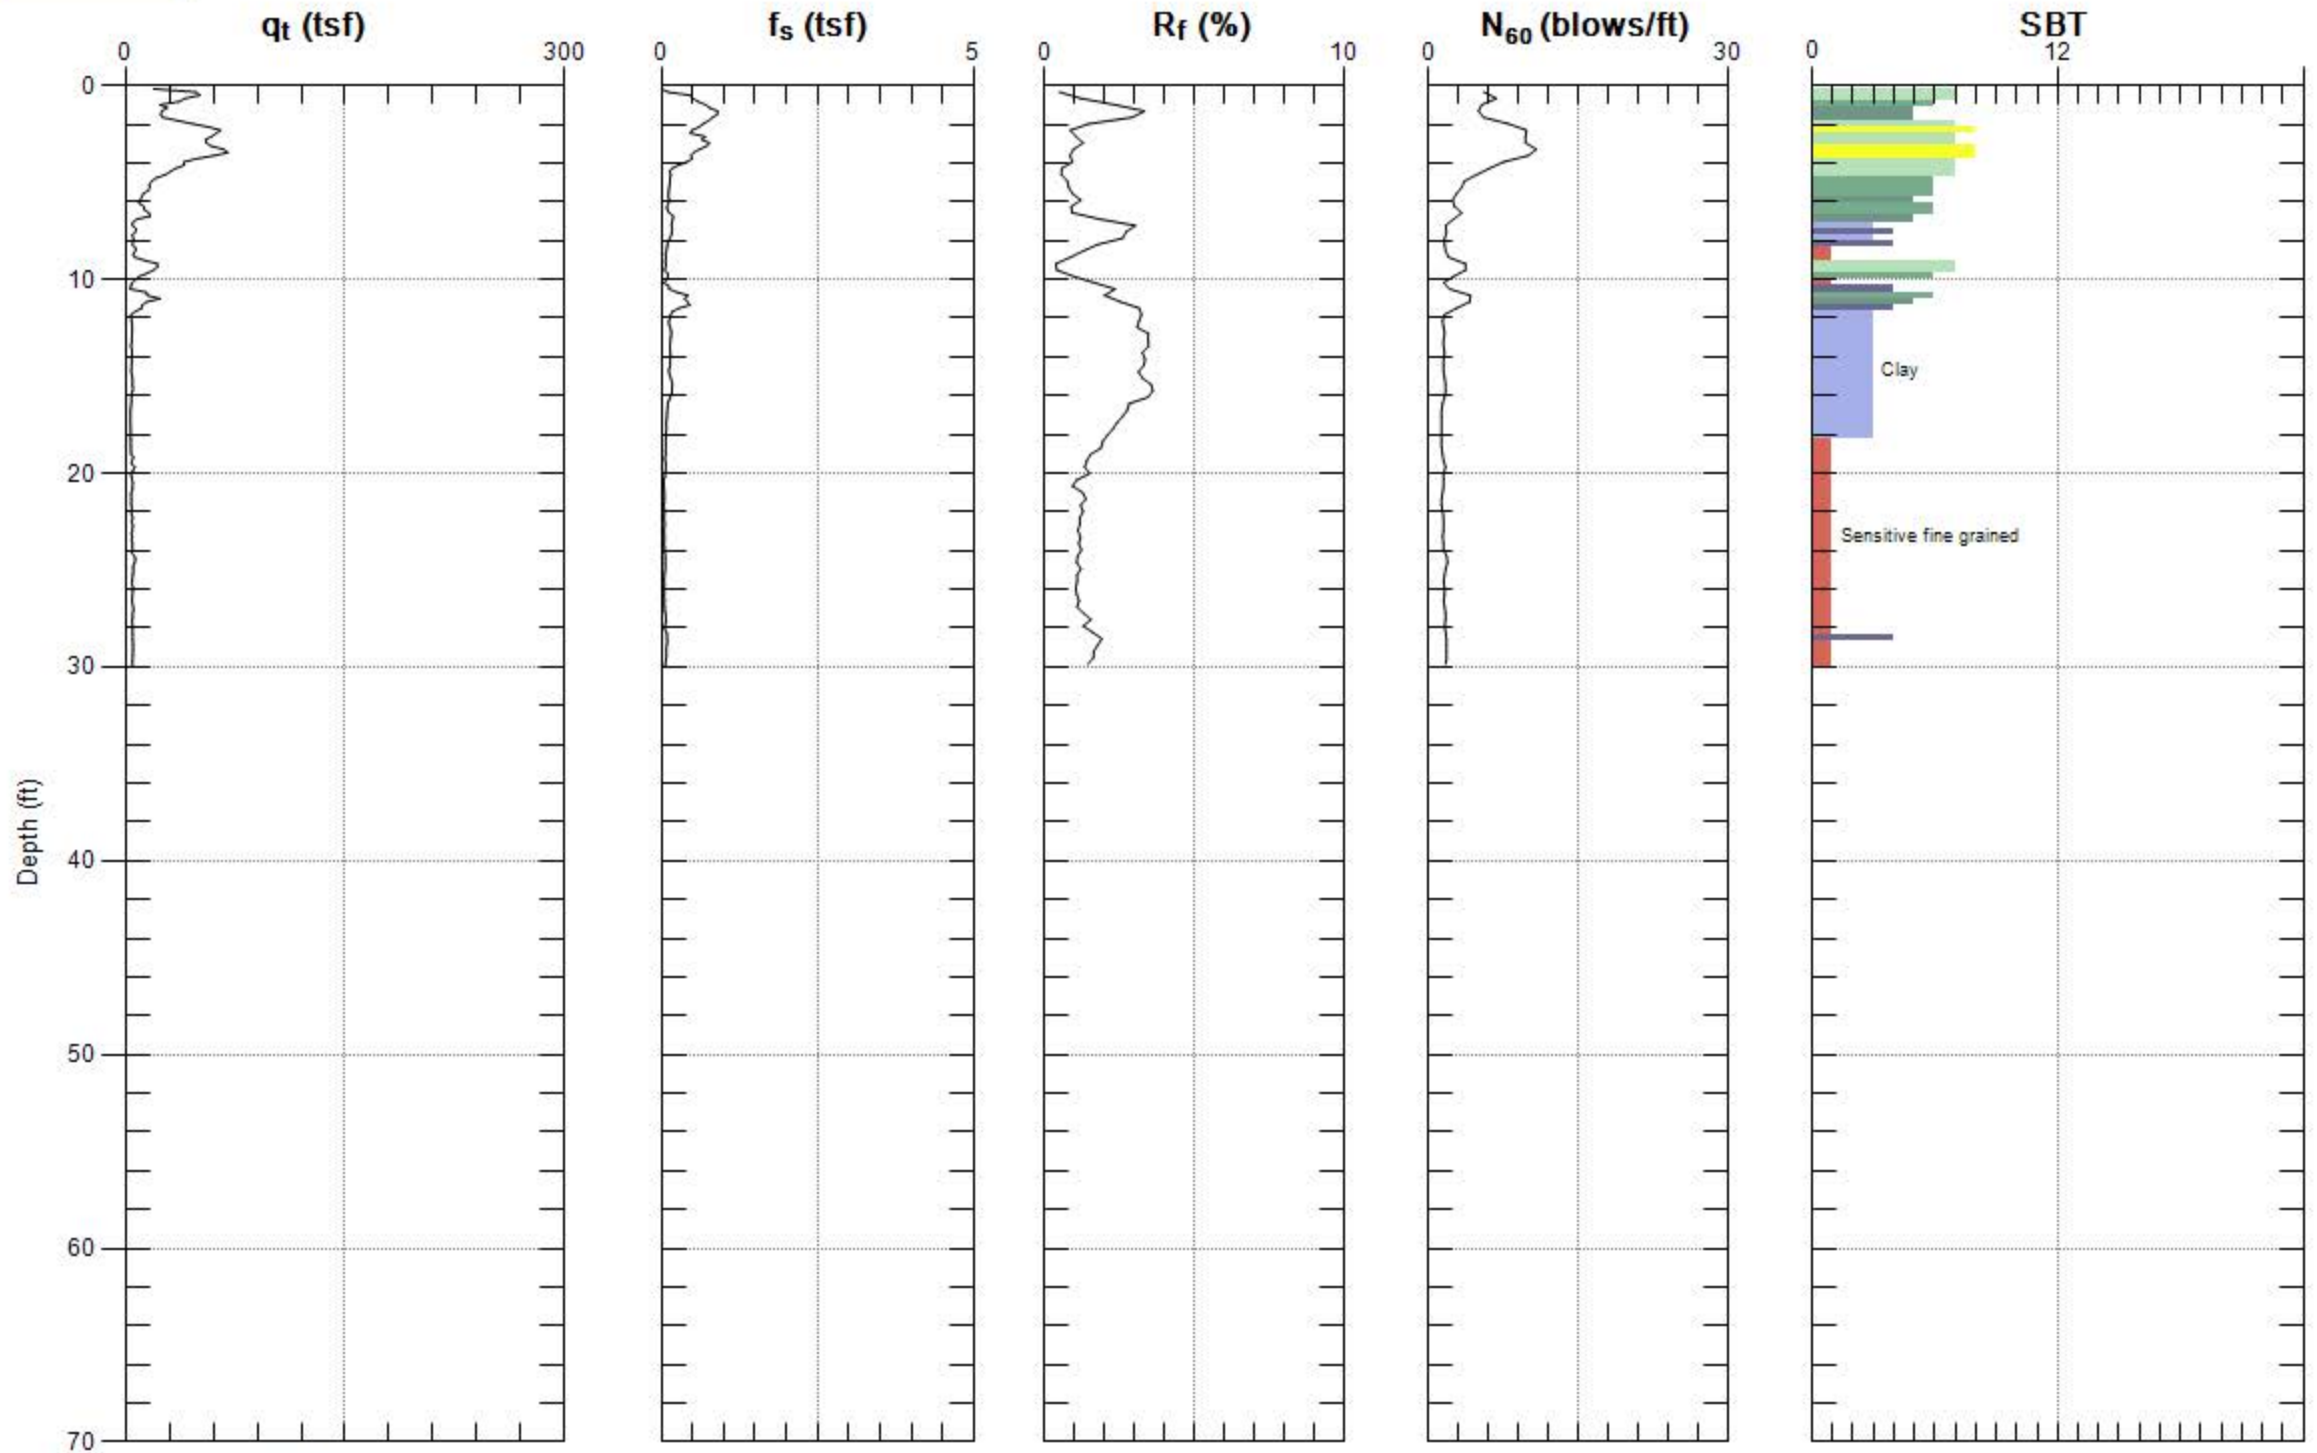 qt (tsf) fs (tsf) Rf (%) N60 (blows/ft) SBT
0 300 0 5 0 10 0 30 0 12
0
10
Clay
20
Sensitive fine grained
30
Depth (ft)
40
50
60
70